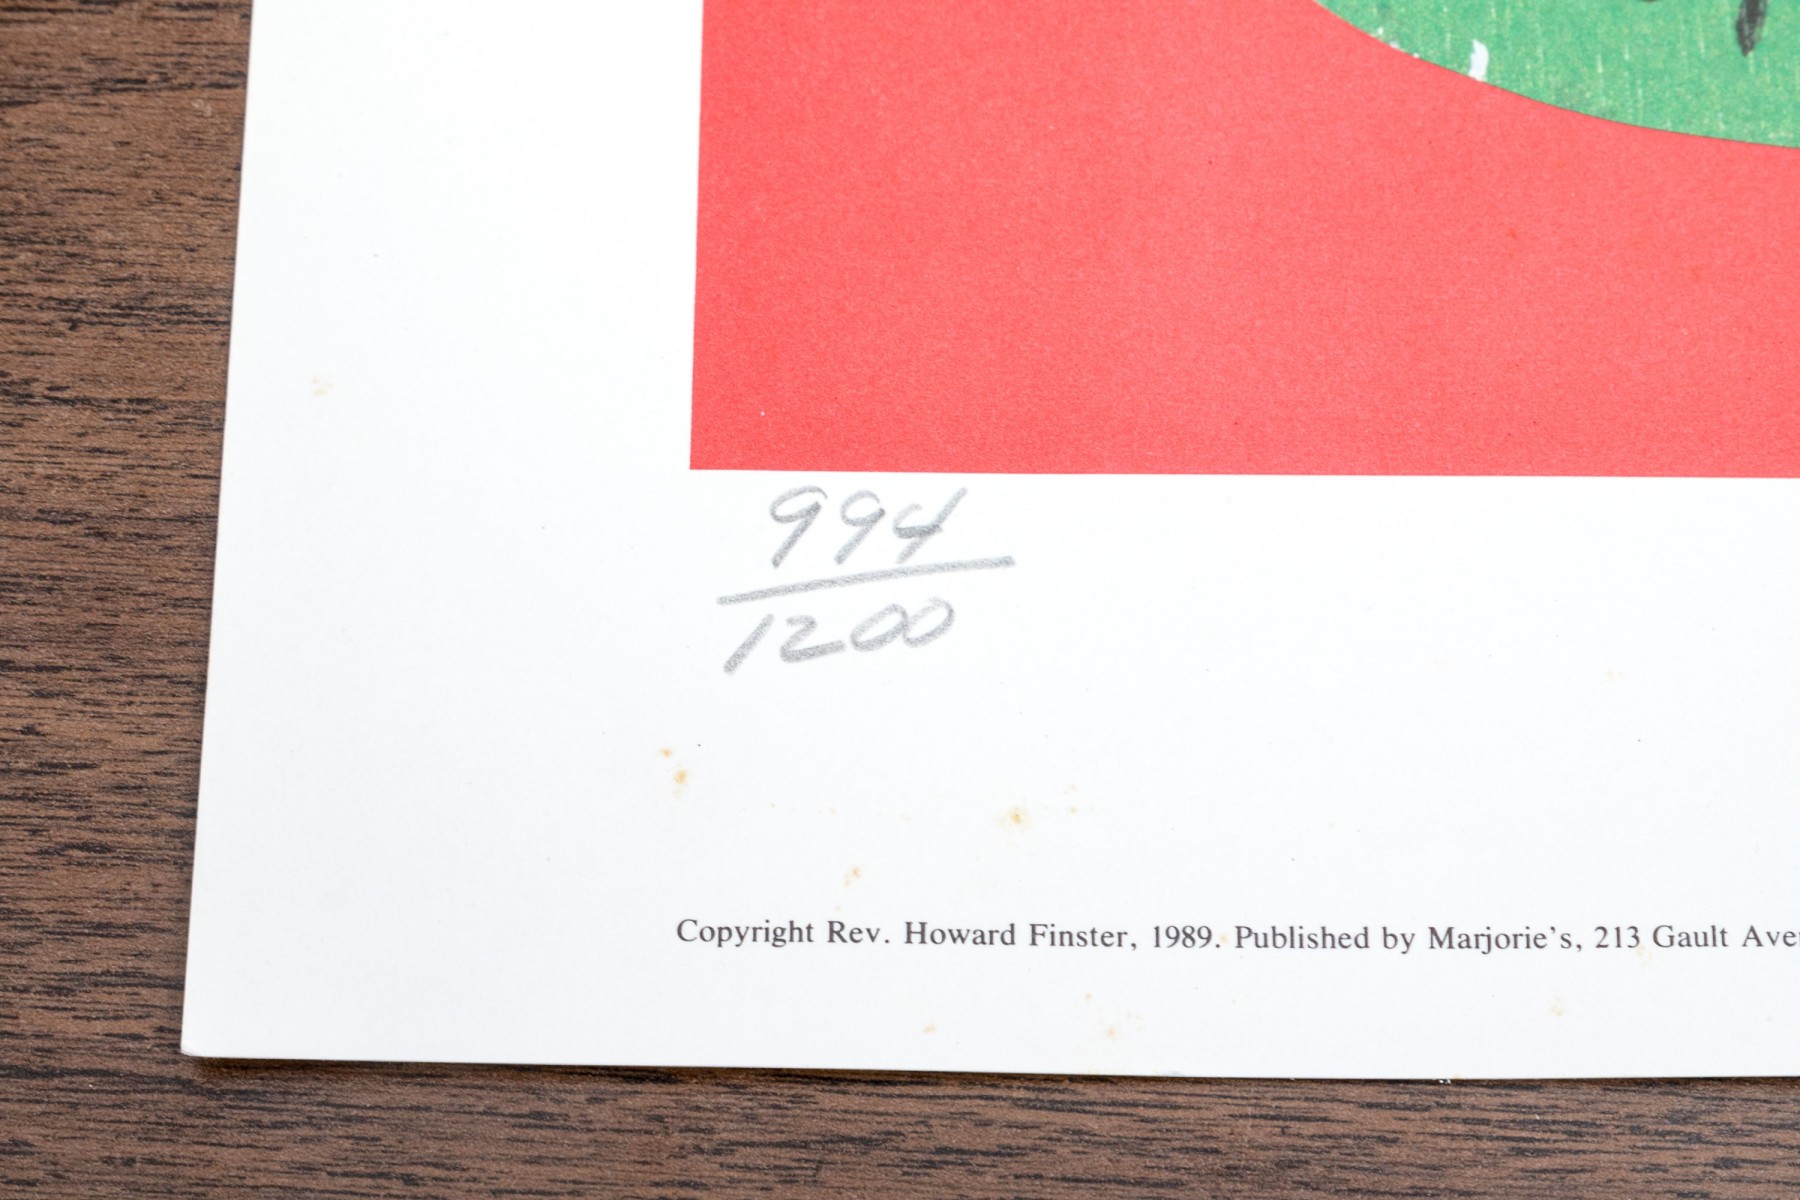 994
1200
Copyright Rev. Howard Finster, 1989. Published by Marjorie's, 213 Gault